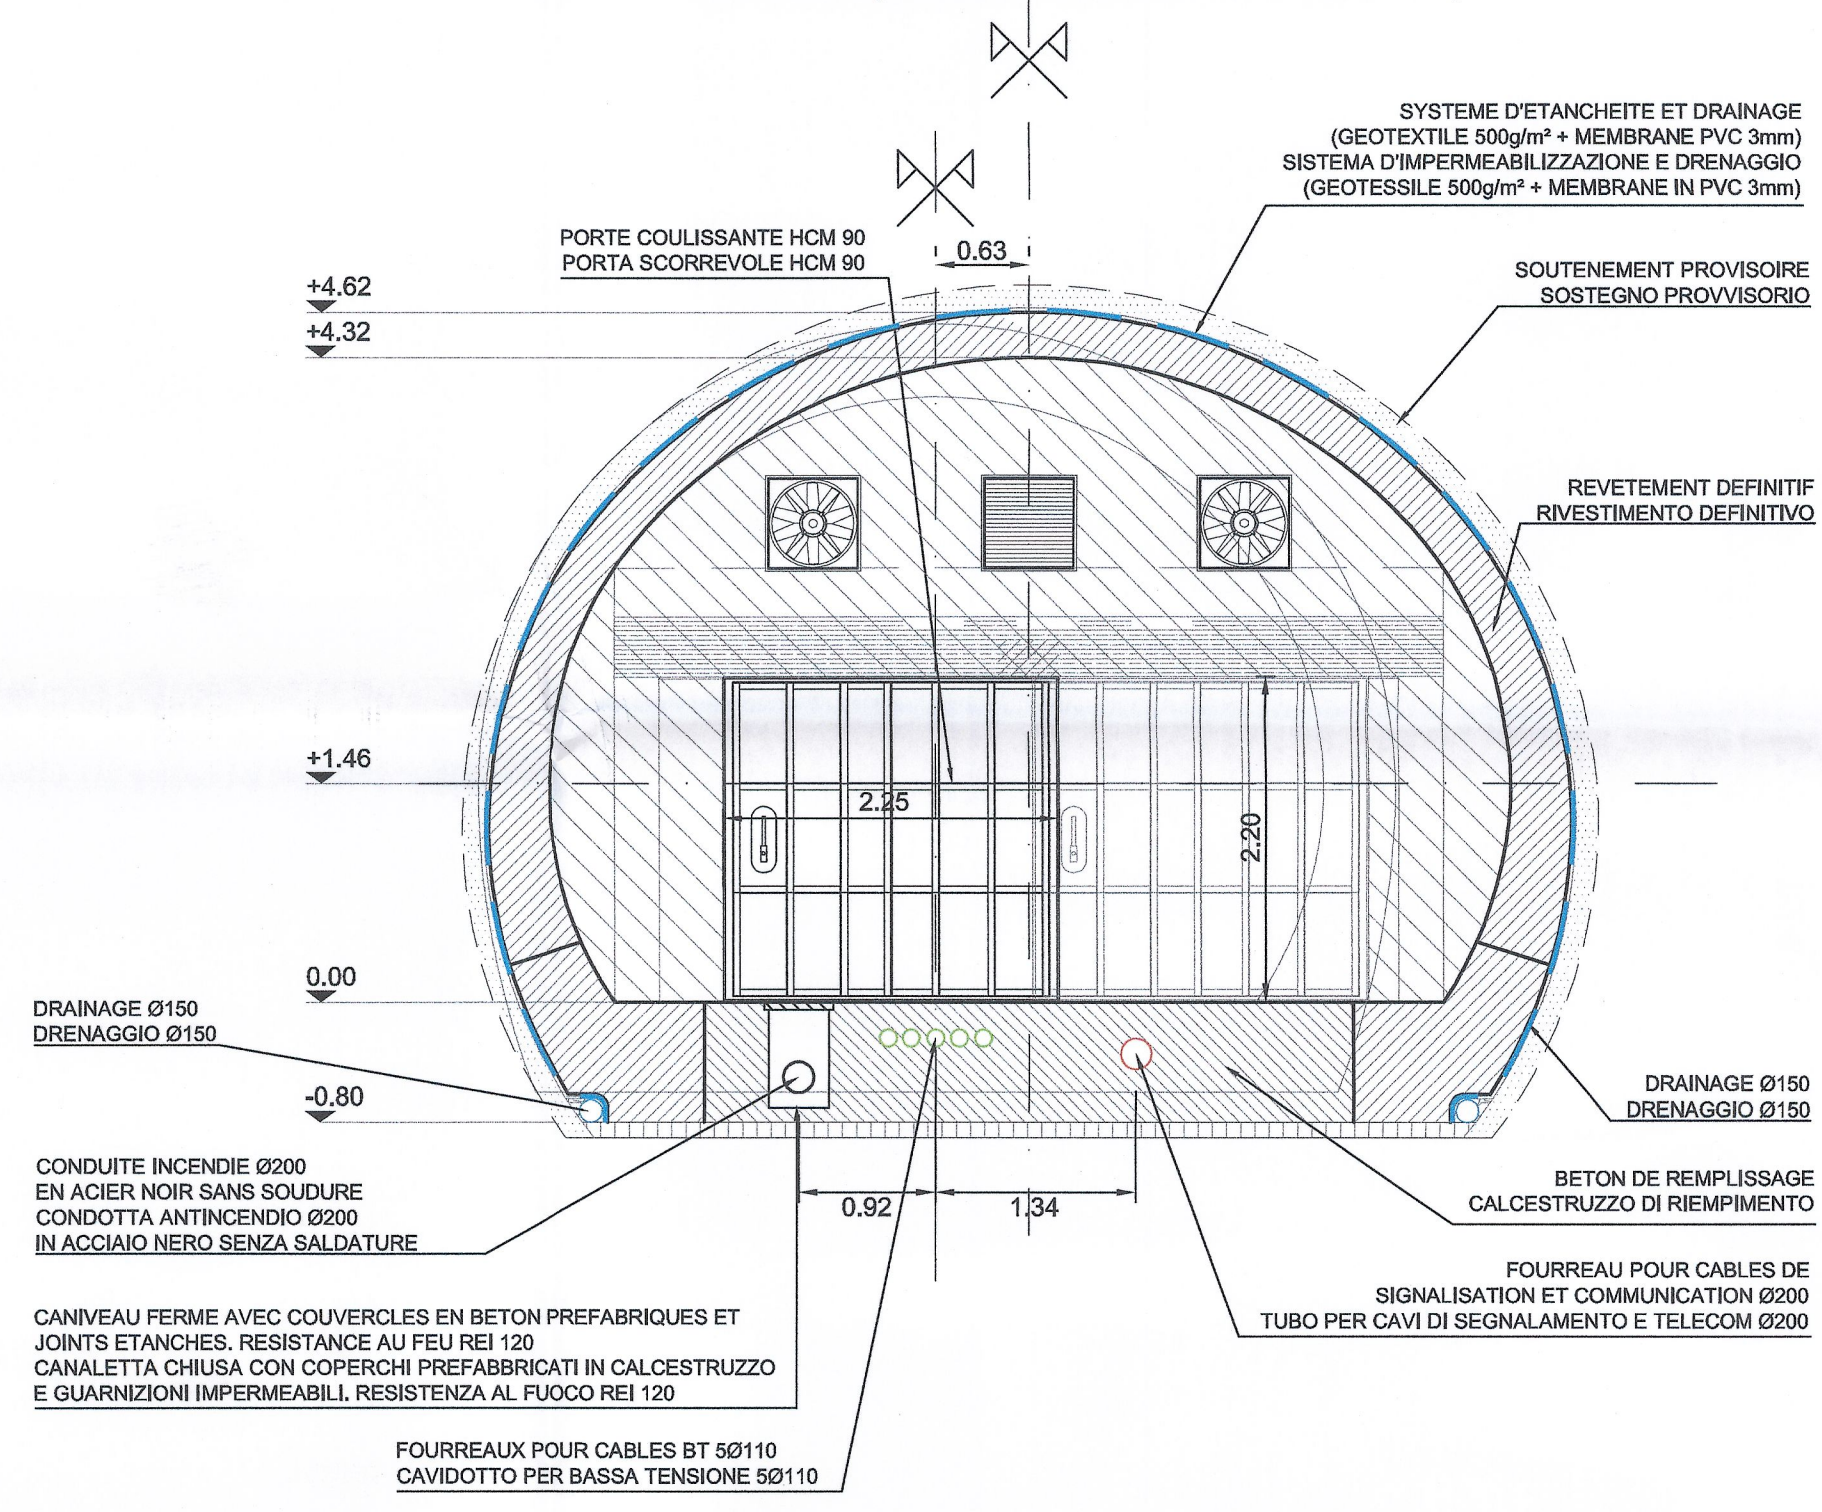 SYSTEME D'ETANCHEITE ET DRAINAGE
(GEOTEXTILE 500g/m² + MEMBRANE PVC 3mm)
SISTEMA D'IMPERMEABILIZZAZIONE E DRENAGGIO
(GEOTESSILE 500g/m² + MEMBRANE IN PVC 3mm)
PORTE COULISSANTE HCM 90
PORTA SCORREVOLE HCM 90
0.63
SOUTENEMENT PROVISOIRE
SOSTEGNO PROVVISORIO
+4.62
+4.32
REVETEMENT DEFINITIF
RIVESTIMENTO DEFINITIVO
+1.46
2.25
2.20
0.00
DRAINAGE Ø150
DRENAGGIO Ø150
-0.80
DRAINAGE Ø150
DRENAGGIO Ø150
CONDUITE INCENDIE Ø200
EN ACIER NOIR SANS SOUDURE
CONDOTTA ANTINCENDIO Ø200
IN ACCIAIO NERO SENZA SALDATURE
0.92
1.34
BETON DE REMPLISSAGE
CALCESTRUZZO DI RIEMPIMENTO
FOURREAU POUR CABLES DE
SIGNALISATION ET COMMUNICATION Ø200
TUBO PER CAVI DI SEGNALAMENTO E TELECOM Ø200
CANIVEAU FERME AVEC COUVERCLES EN BETON PREFABRIQUES ET
JOINTS ETANCHES. RESISTANCE AU FEU REI 120
CANALETTA CHIUSA CON COPERCHI PREFABBRICATI IN CALCESTRUZZO
E GUARNIZIONI IMPERMEABILI. RESISTENZA AL FUOCO REI 120
FOURREAUX POUR CABLES BT 5Ø110
CAVIDOTTO PER BASSA TENSIONE 5Ø110